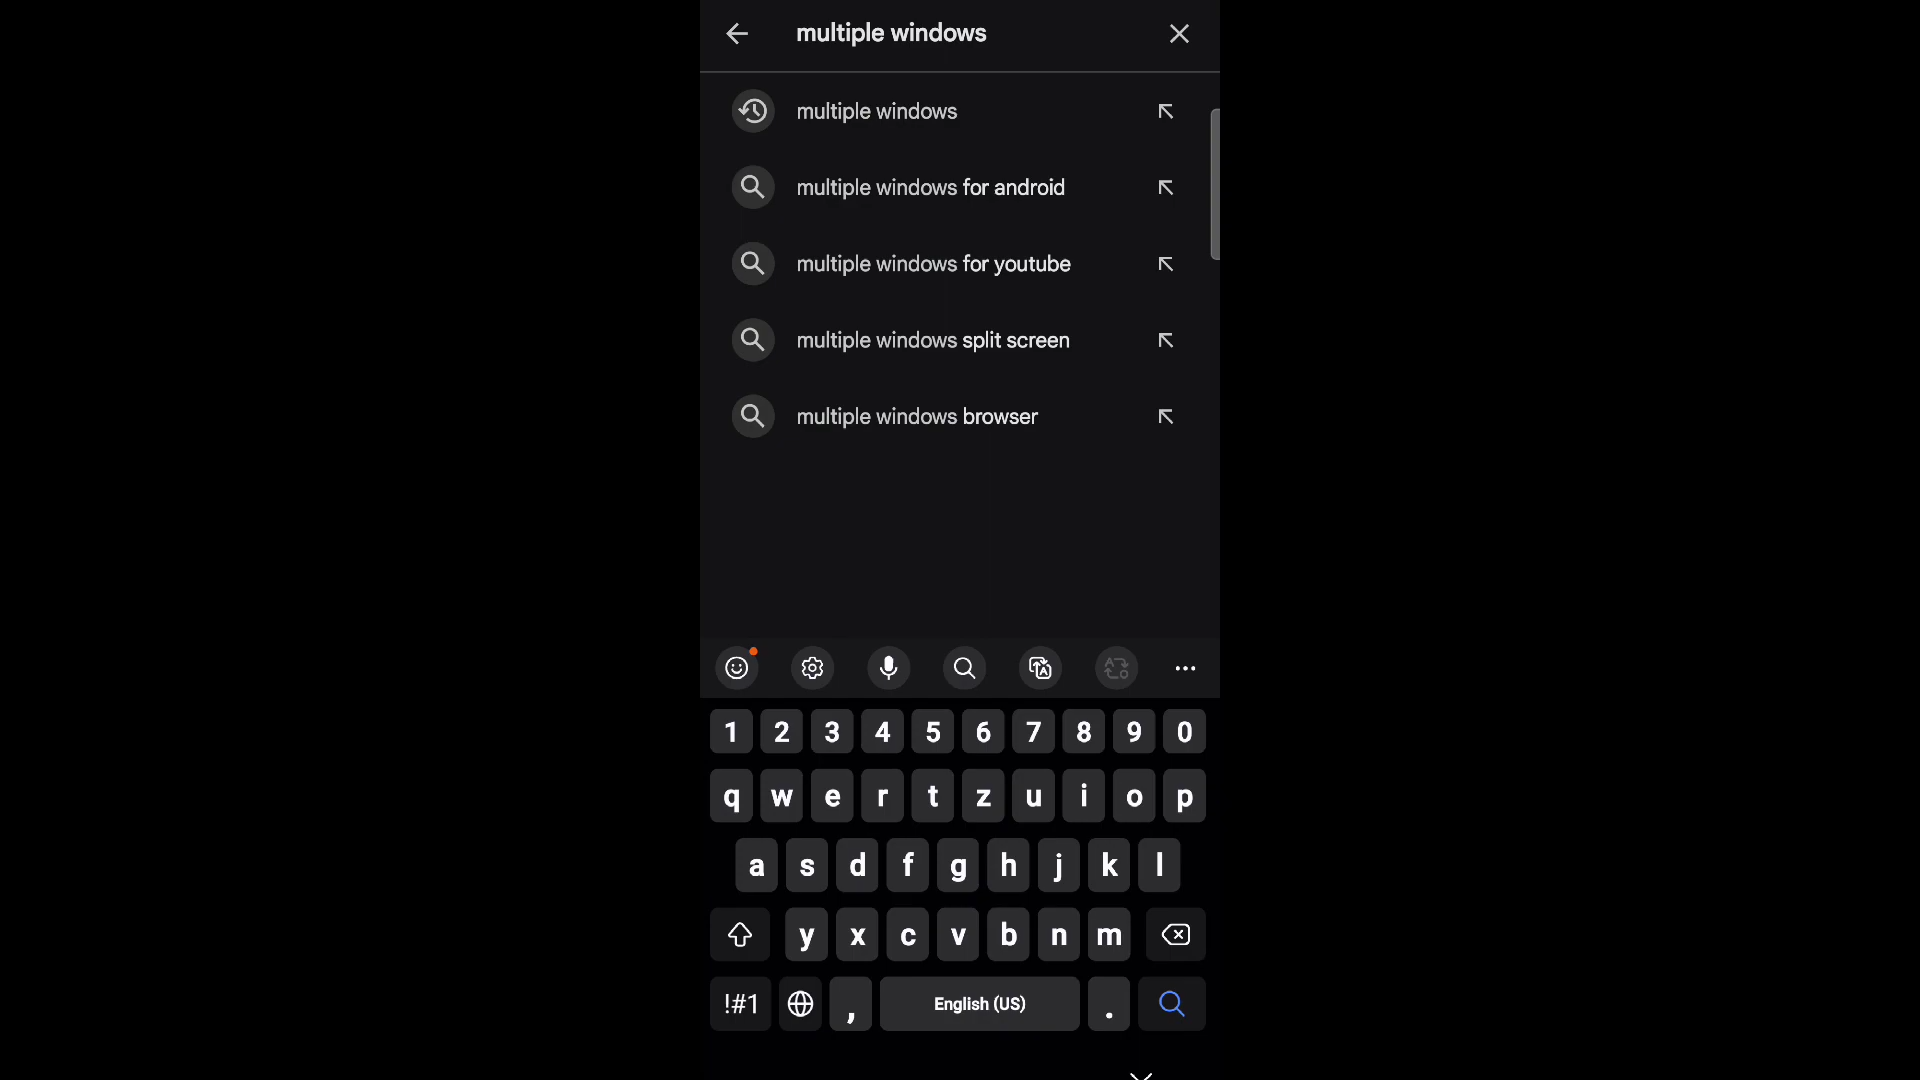 multiple windows
multiple windows
multiple windows for android
multiple windows for youtube
multiple windows split screen
multiple windows browser
1 2 3 4 5 6 7 8 9 0
q w e r t z u i o p
a s d f g h j k l
y x c v b n m
!#1 , English (US) .